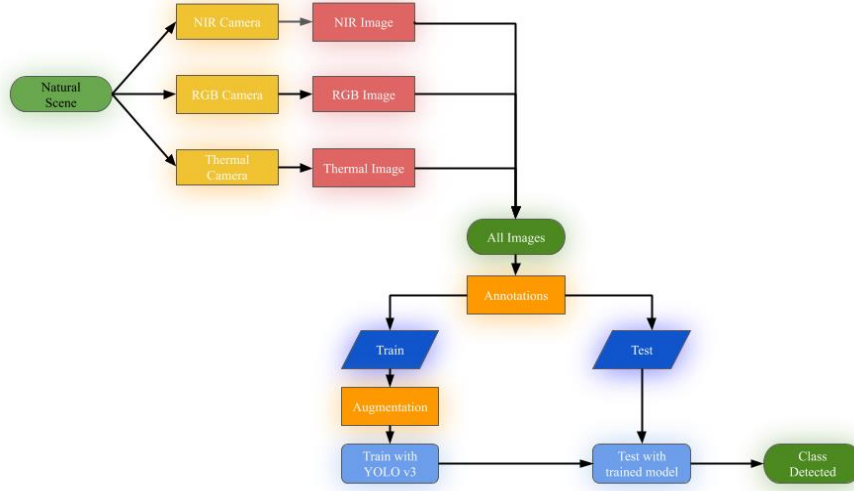 NIR Camera
NIR Image
Natural
Scene
RGB Camera
RGB Image
Thermal
Camera
Thermal Image
All Images
Annotations
Train
Test
Augmentation
Train with
YOLO v3
Test with
trained model
Class
Detected